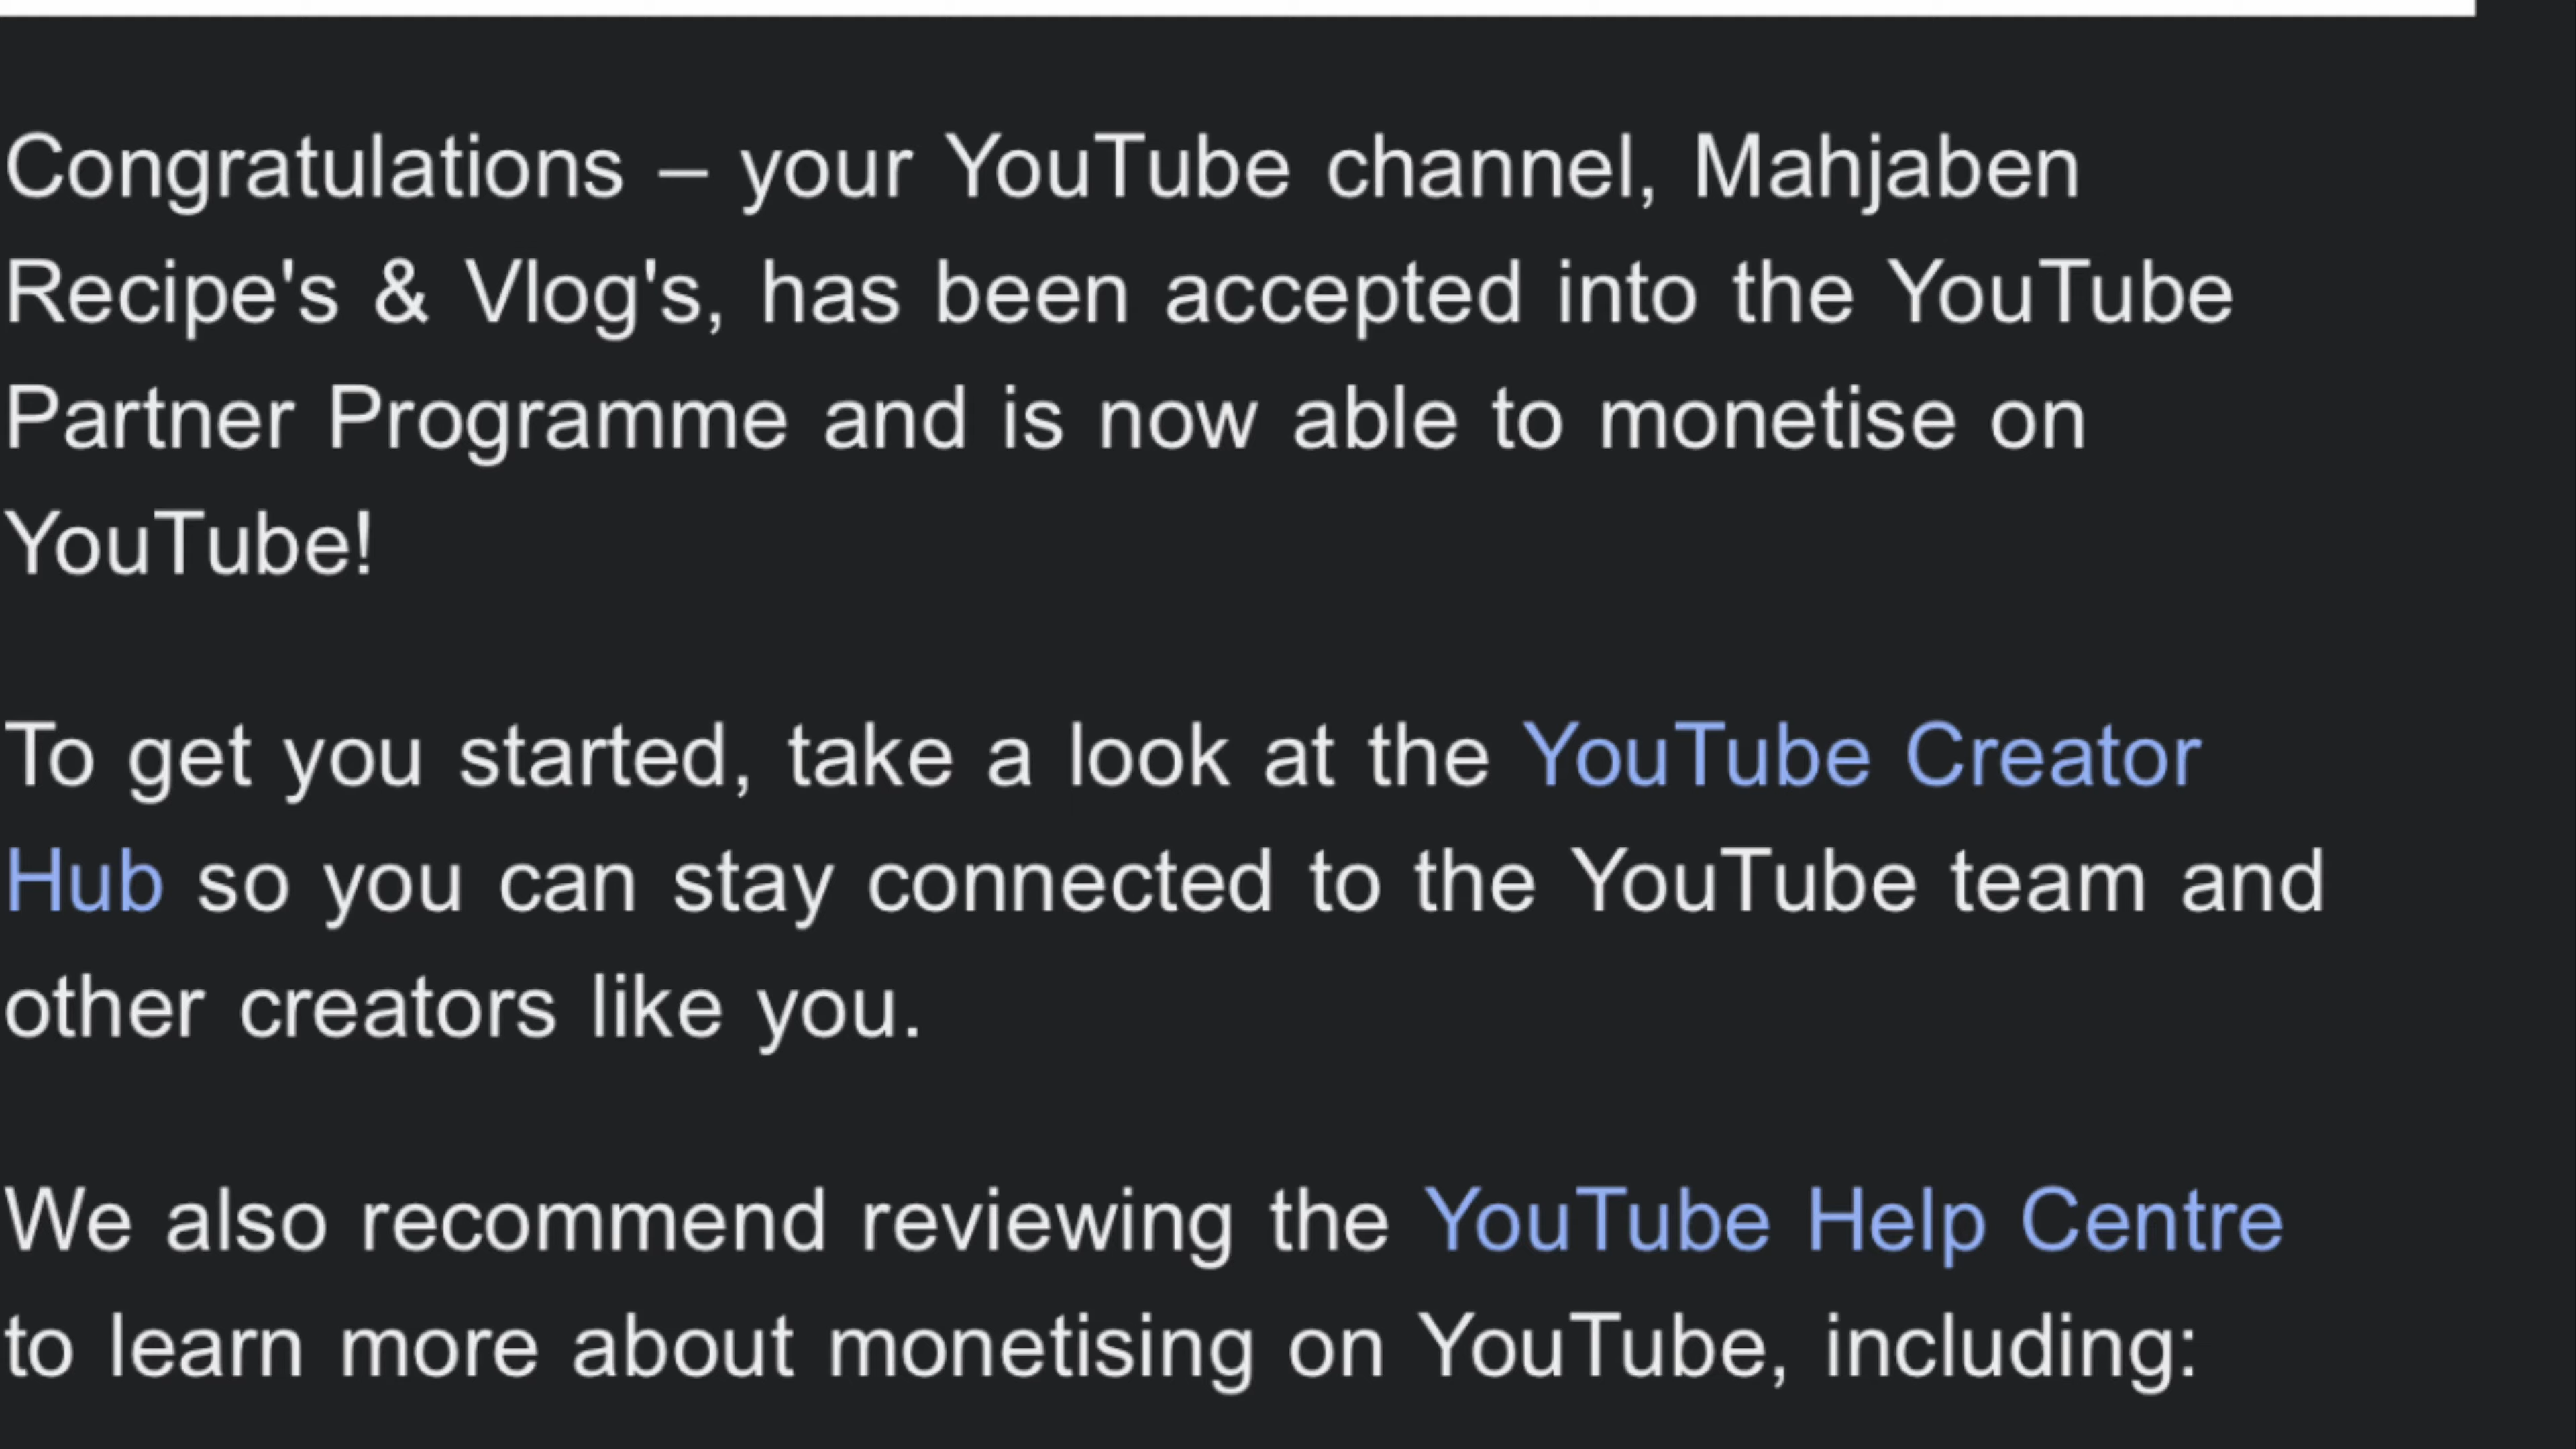 Congratulations – your YouTube channel, Mahjaben
Recipe's & Vlog's, has been accepted into the YouTube
Partner Programme and is now able to monetise on
YouTube!
To get you started, take a look at the YouTube Creator
Hub so you can stay connected to the YouTube team and
other creators like you.
We also recommend reviewing the YouTube Help Centre
to learn more about monetising on YouTube, including: